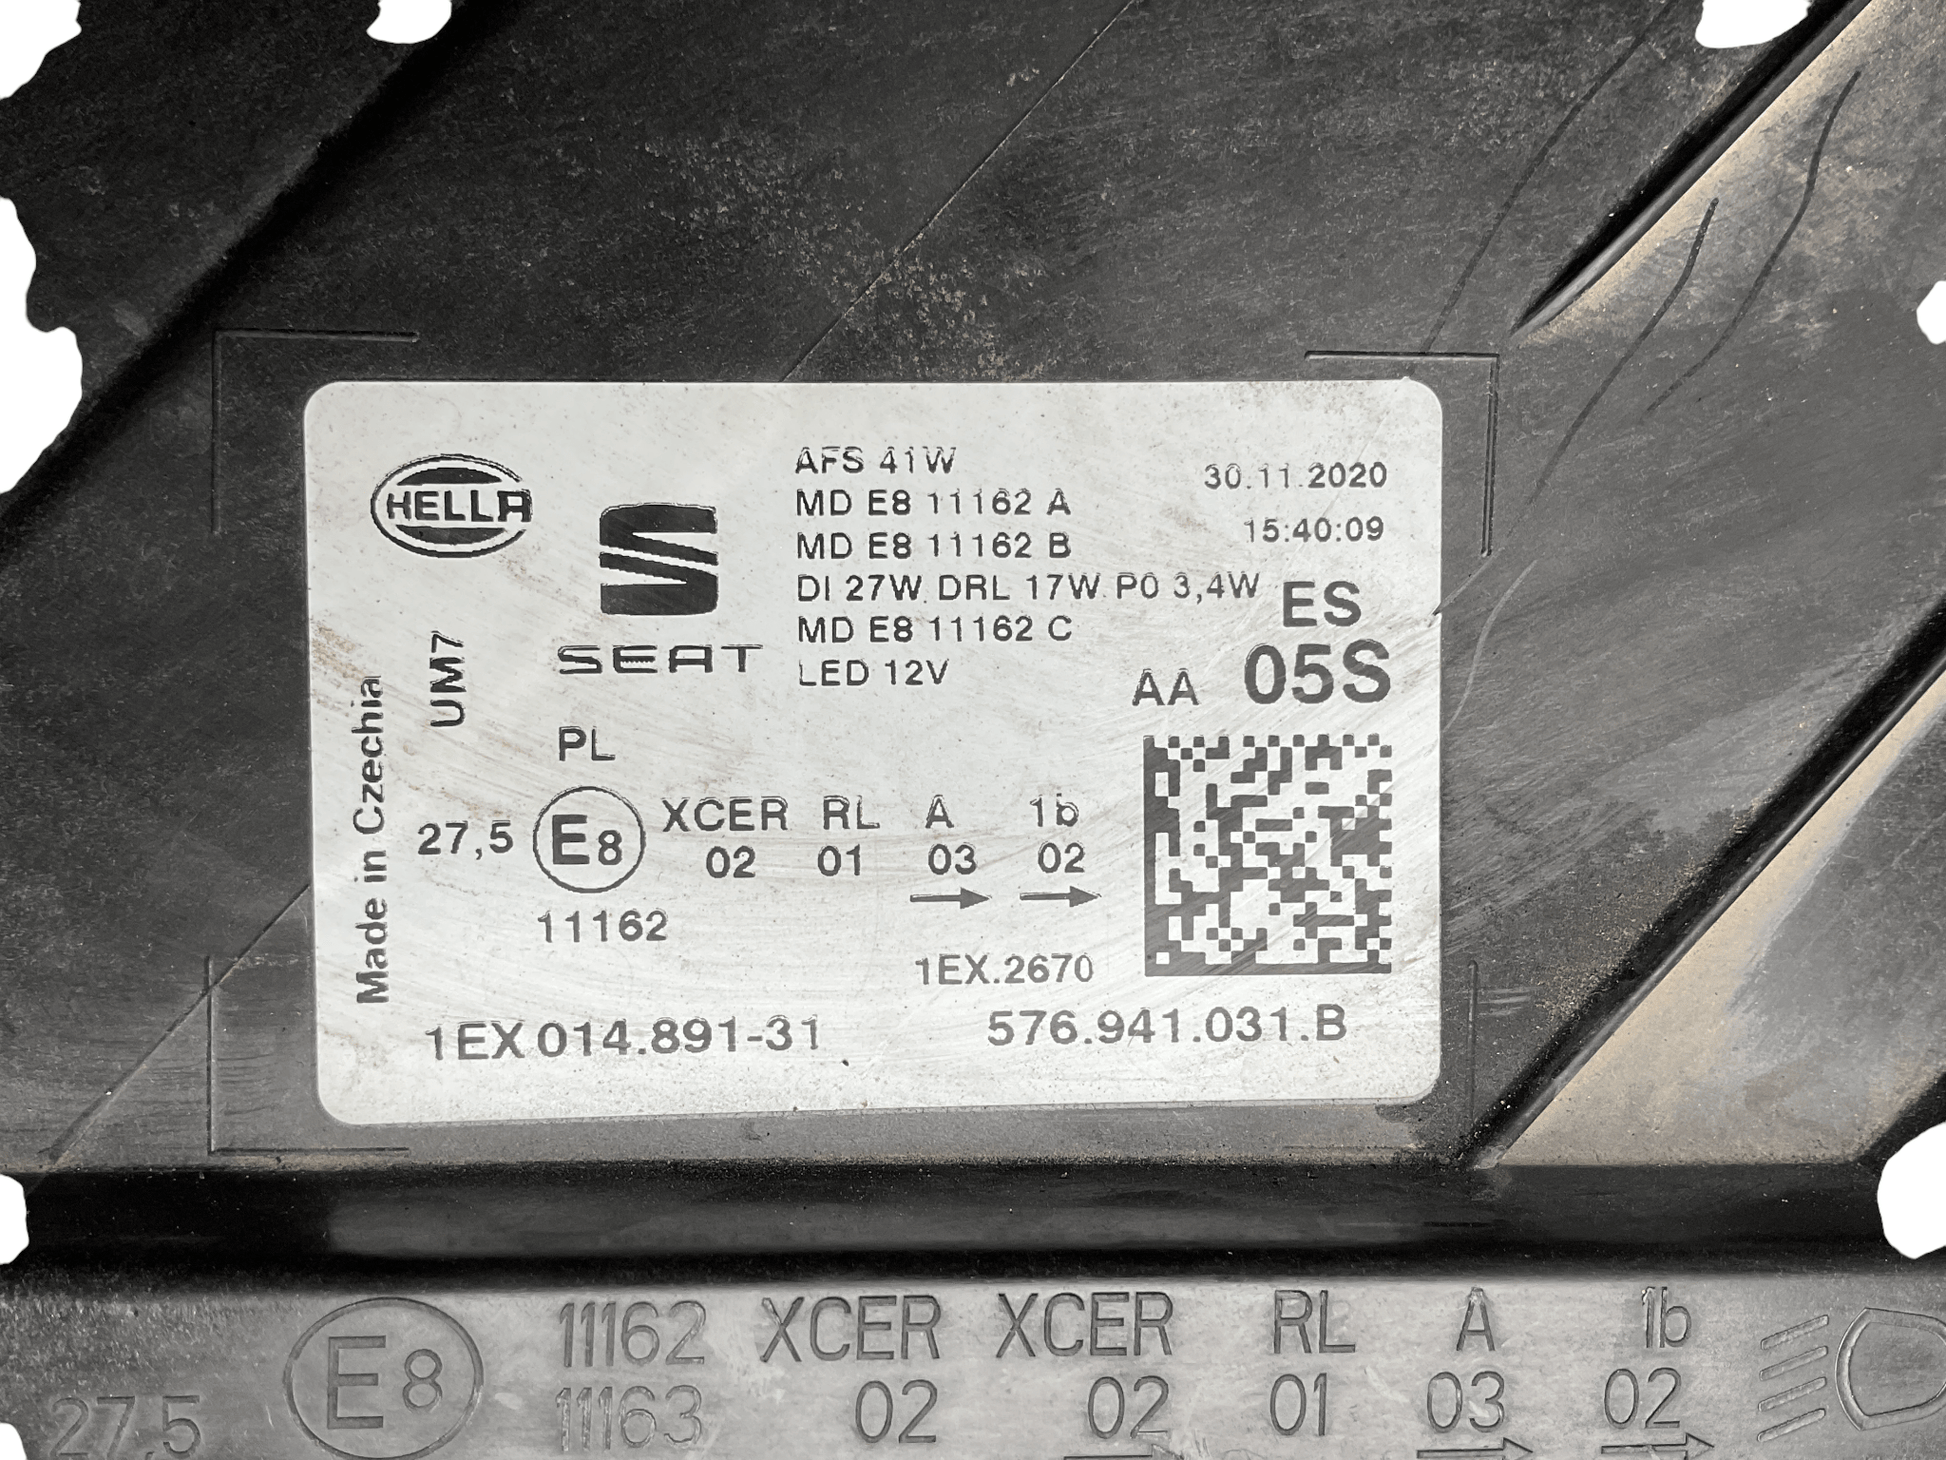 HELLA
SEAT
AFS 41W
MD E8 11162 A
MD E8 11162 B
DI 27W DRL 17W PO 3,4W
MD E8 11162 C
LED 12V
30.11.2020
15:40:09
ES
AA 05S
UM7
Made in Czechia
PL
27,5 E8 XCER RL A 1b
02 01 03 02
11162
1EX.2670
1EX 014.891-31 576.941.031.B
27,5 E8 11162 XCER XCER RL A 1b
11163 02 02 01 03 02